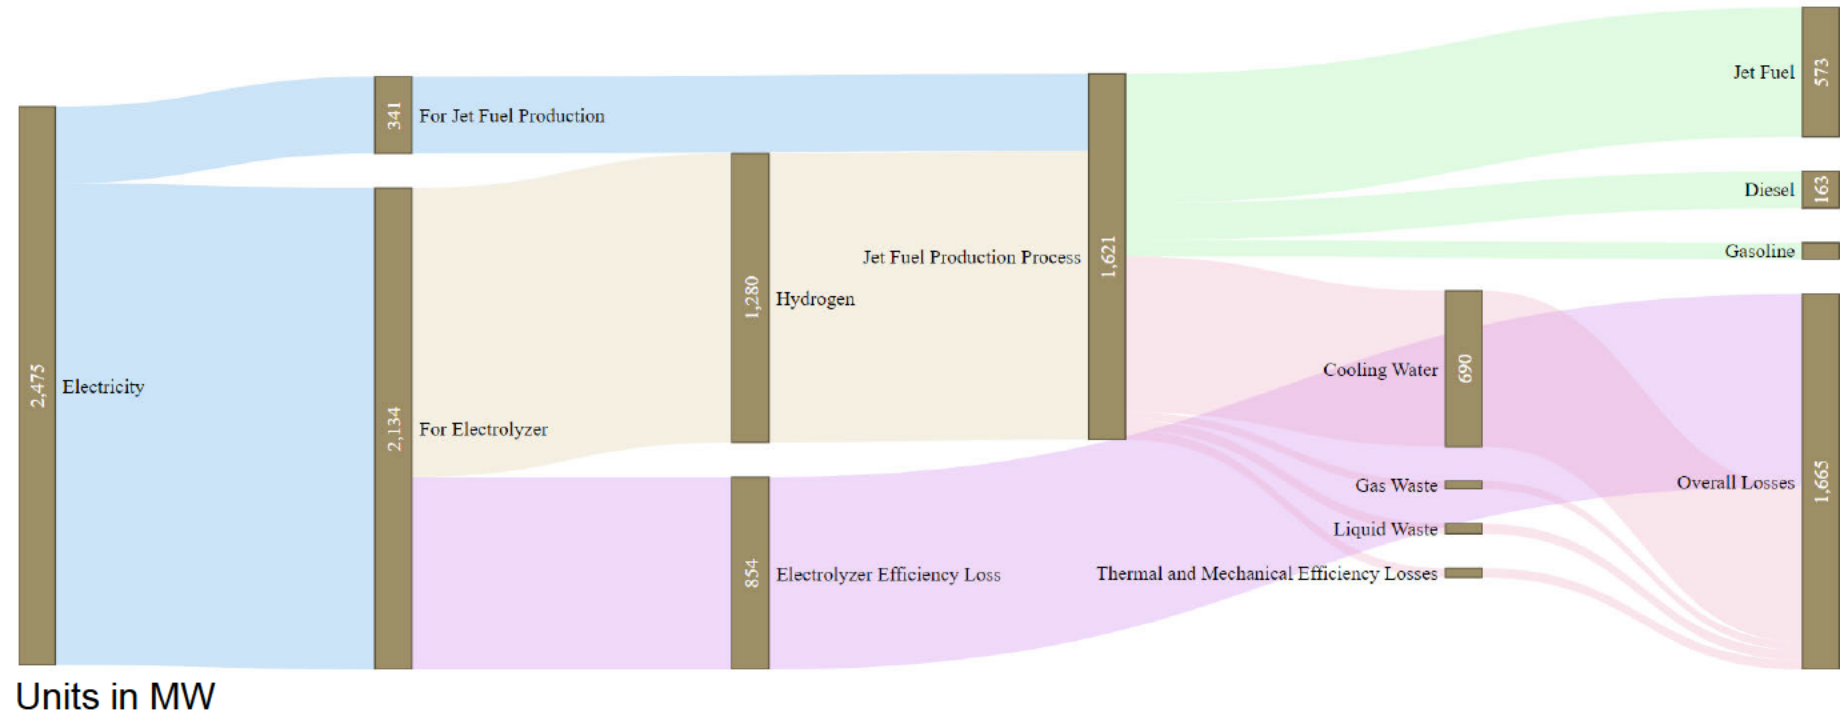 2,475
Electricity
341
For Jet Fuel Production
2,134
For Electrolyzer
1,280
Hydrogen
854
Electrolyzer Efficiency Loss
Jet Fuel Production Process
1,621
Cooling Water
690
Gas Waste
Liquid Waste
Thermal and Mechanical Efficiency Losses
Jet Fuel
573
Diesel
163
Gasoline
Overall Losses
1,665
Units in MW